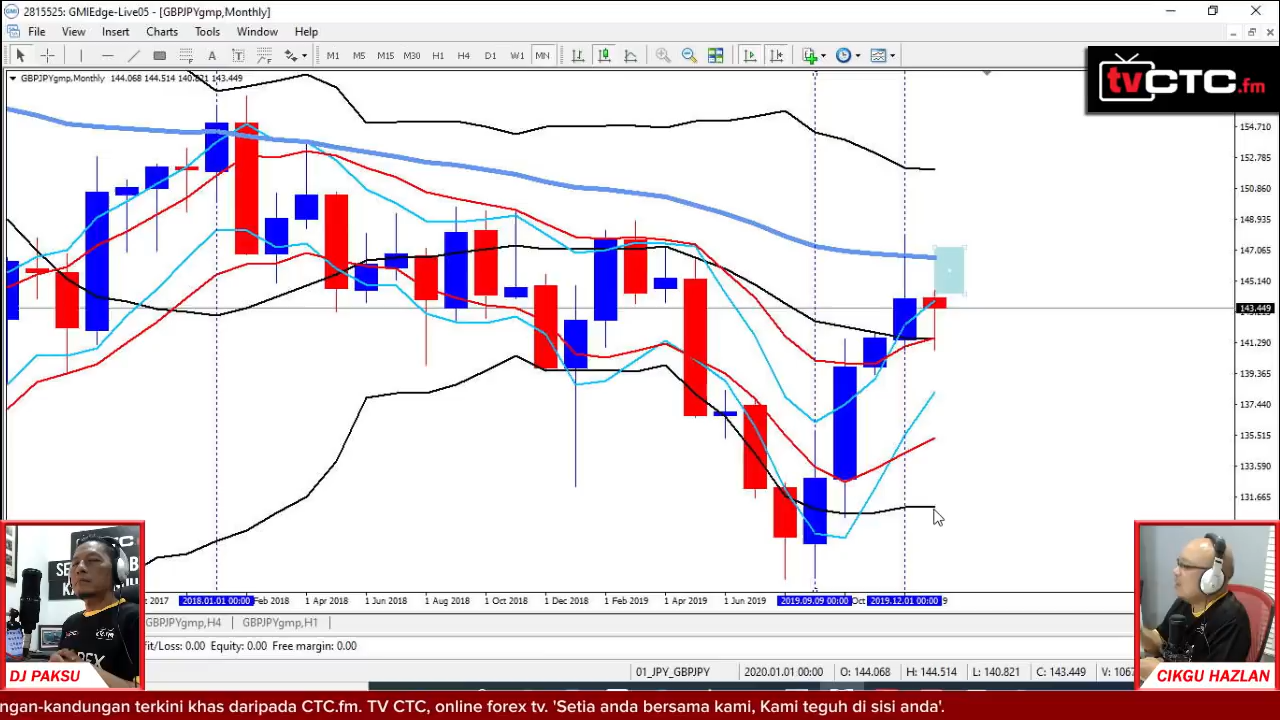 2815525: GMIEdge-Live05 - [GBPJPYgmp,Monthly]
File View Insert Charts Tools Window Help
M1 M5 M15 M30 H1 H4 D1 W1 MN
GBPJPYgmp,Monthly 144.068 144.514 140.821 143.449
tvCTC.fm
154.710
152.785
150.860
148.935
147.065
145.140
143.449
141.290
139.365
137.440
135.515
133.590
131.665
2017 2018.01.01 00:00 Feb 2018 1 Apr 2018 1 Jun 2018 1 Aug 2018 1 Oct 2018 1 Dec 2018 1 Feb 2019 1 Apr 2019 1 Jun 2019 2019.09.09 00:00 Oct 2019.12.01 00:00 9
GBPJPYgmp,H4 GBPJPYgmp,H1
fit/Loss: 0.00 Equity: 0.00 Free margin: 0.00
01_JPY_GBPJPY 2020.01.01 00:00 O: 144.068 H: 144.514 L: 140.821 C: 143.449 V: 1067
DJ PAKSU
CIKGU HAZLAN
ngan-kandungan terkini khas daripada CTC.fm. TV CTC, online forex tv. 'Setia anda bersama kami, Kami teguh di sisi anda'.